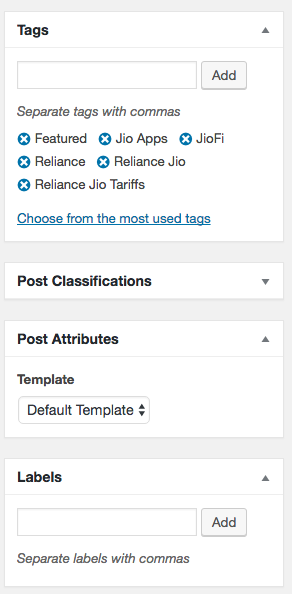 Tags
Add
Separate tags with commas
Featured Jio Apps JioFi
Reliance Reliance Jio
Reliance Jio Tariffs
Choose from the most used tags
Post Classifications
Post Attributes
Template
Default Template
Labels
Add
Separate labels with commas